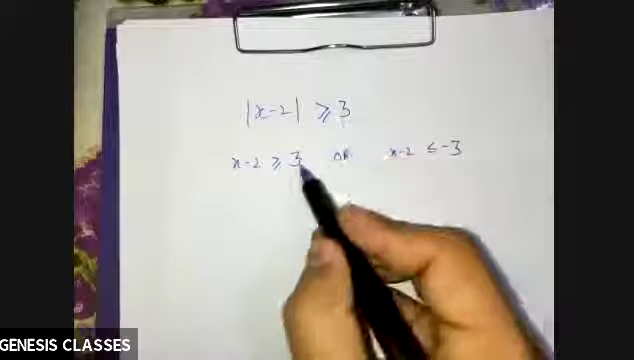 |x-2| ≥ 3
x-2 ≥ 3 OR x-2 ≤ -3
GENESIS CLASSES